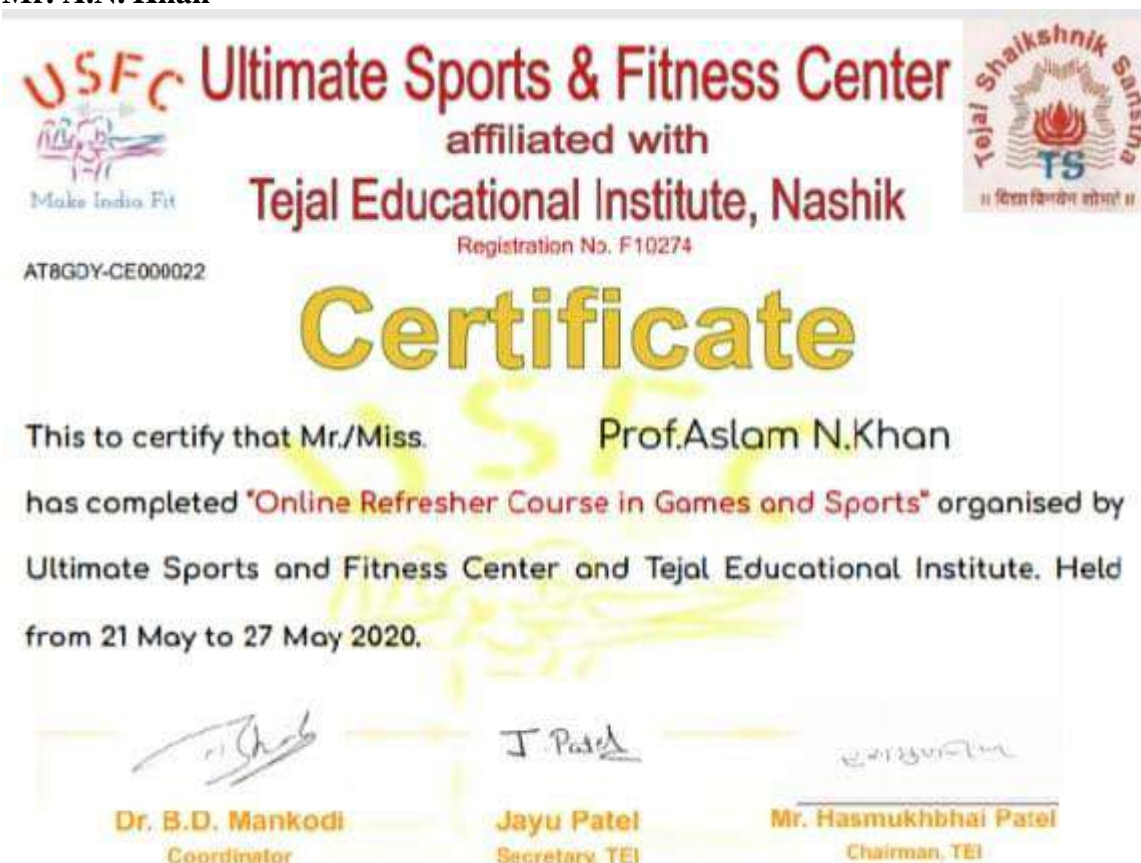 Mr. A.N. Khan
USFC
Make India Fit
Ultimate Sports & Fitness Center
affiliated with
Tejal Educational Institute, Nashik
Registration No. F10274
Tejal Shaikshnik Sanstha
TS
॥ विद्या विनयेन शोभते ॥
AT8GDY-CE000022
Certificate
USFC
This to certify that Mr./Miss. Prof.Aslam N.Khan
has completed "Online Refresher Course in Games and Sports" organised by
Ultimate Sports and Fitness Center and Tejal Educational Institute. Held
from 21 May to 27 May 2020.
J. Patel
Dr. B.D. Mankodi
Coordinator
Jayu Patel
Secretary, TEI
Mr. Hasmukhbhai Patel
Chairman, TEI